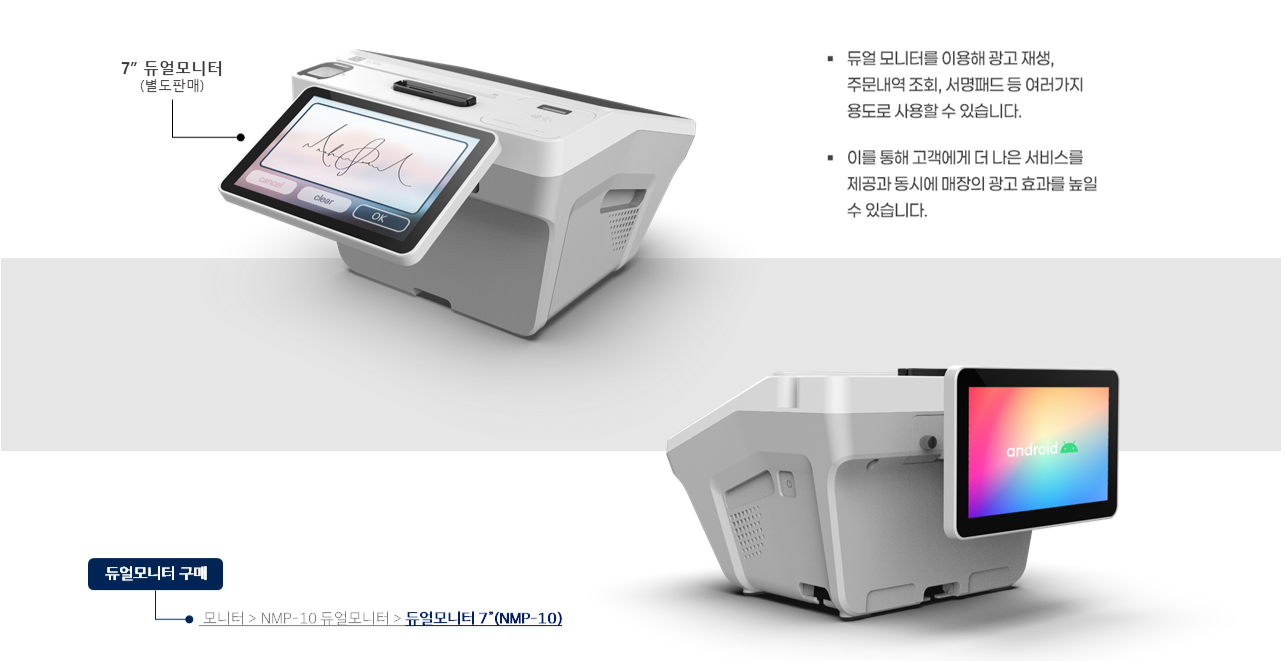 7" 듀얼모니터
(별도판매)
cancel
clear
OK
▪ 듀얼 모니터를 이용해 광고 재생,
주문내역 조회, 서명패드 등 여러가지
용도로 사용할 수 있습니다.
▪ 이를 통해 고객에게 더 나은 서비스를
제공과 동시에 매장의 광고 효과를 높일
수 있습니다.
android
듀얼모니터 구매
모니터 > NMP-10 듀얼모니터 > 듀얼모니터 7"(NMP-10)